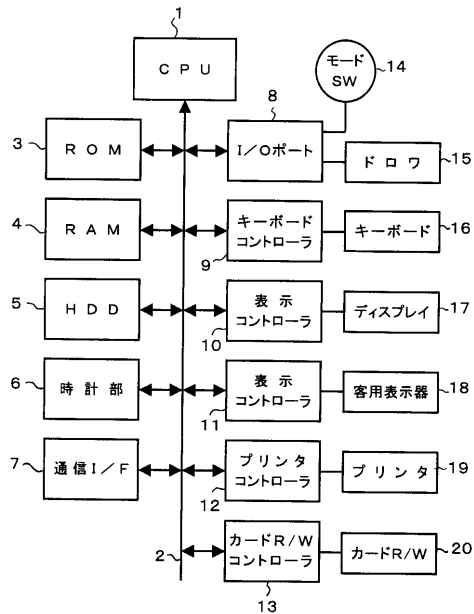 1
CPU
モード
SW
14
8
3
ROM
I/Oポート
ドロワ
15
4
RAM
キーボード
コントローラ
9
キーボード
16
5
HDD
表示
コントローラ
10
ディスプレイ
17
6
時計部
表示
コントローラ
11
客用表示器
18
7
通信I/F
プリンタ
コントローラ
12
プリンタ
19
2
カードR/W
コントローラ
13
カードR/W
20